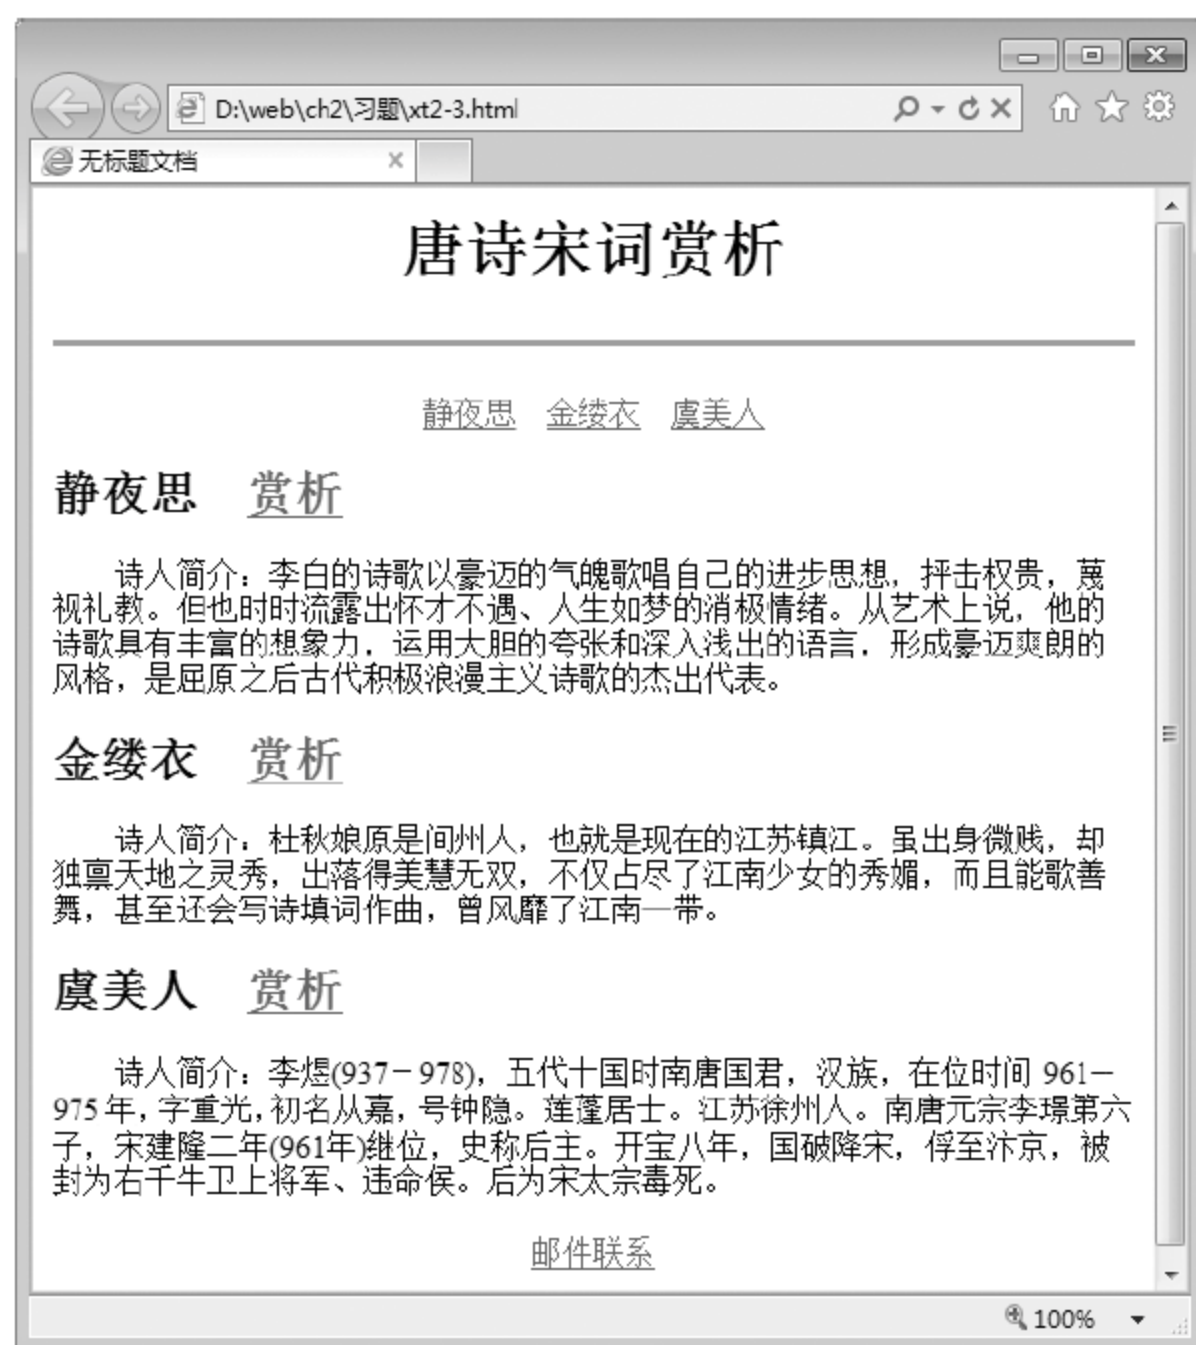 D:\web\ch2\习题\xt2-3.html
无标题文档
唐诗宋词赏析
静夜思 金缕衣 虞美人
静夜思 赏析
诗人简介：李白的诗歌以豪迈的气魄歌唱自己的进步思想，抨击权贵，蔑
视礼教。但也时时流露出怀才不遇、人生如梦的消极情绪。从艺术上说，他的
诗歌具有丰富的想象力．运用大胆的夸张和深入浅出的语言．形成豪迈爽朗的
风格，是屈原之后古代积极浪漫主义诗歌的杰出代表。
金缕衣 赏析
诗人简介：杜秋娘原是间州人，也就是现在的江苏镇江。虽出身微贱，却
独禀天地之灵秀，出落得美慧无双，不仅占尽了江南少女的秀媚，而且能歌善
舞，甚至还会写诗填词作曲，曾风靡了江南一带。
虞美人 赏析
诗人简介：李煜(937－978)，五代十国时南唐国君，汉族，在位时间 961－
975年，字重光，初名从嘉，号钟隐。莲蓬居士。江苏徐州人。南唐元宗李璟第六
子，宋建隆二年(961年)继位，史称后主。开宝八年，国破降宋，俘至汴京，被
封为右千牛卫上将军、违命侯。后为宋太宗毒死。
邮件联系
100%